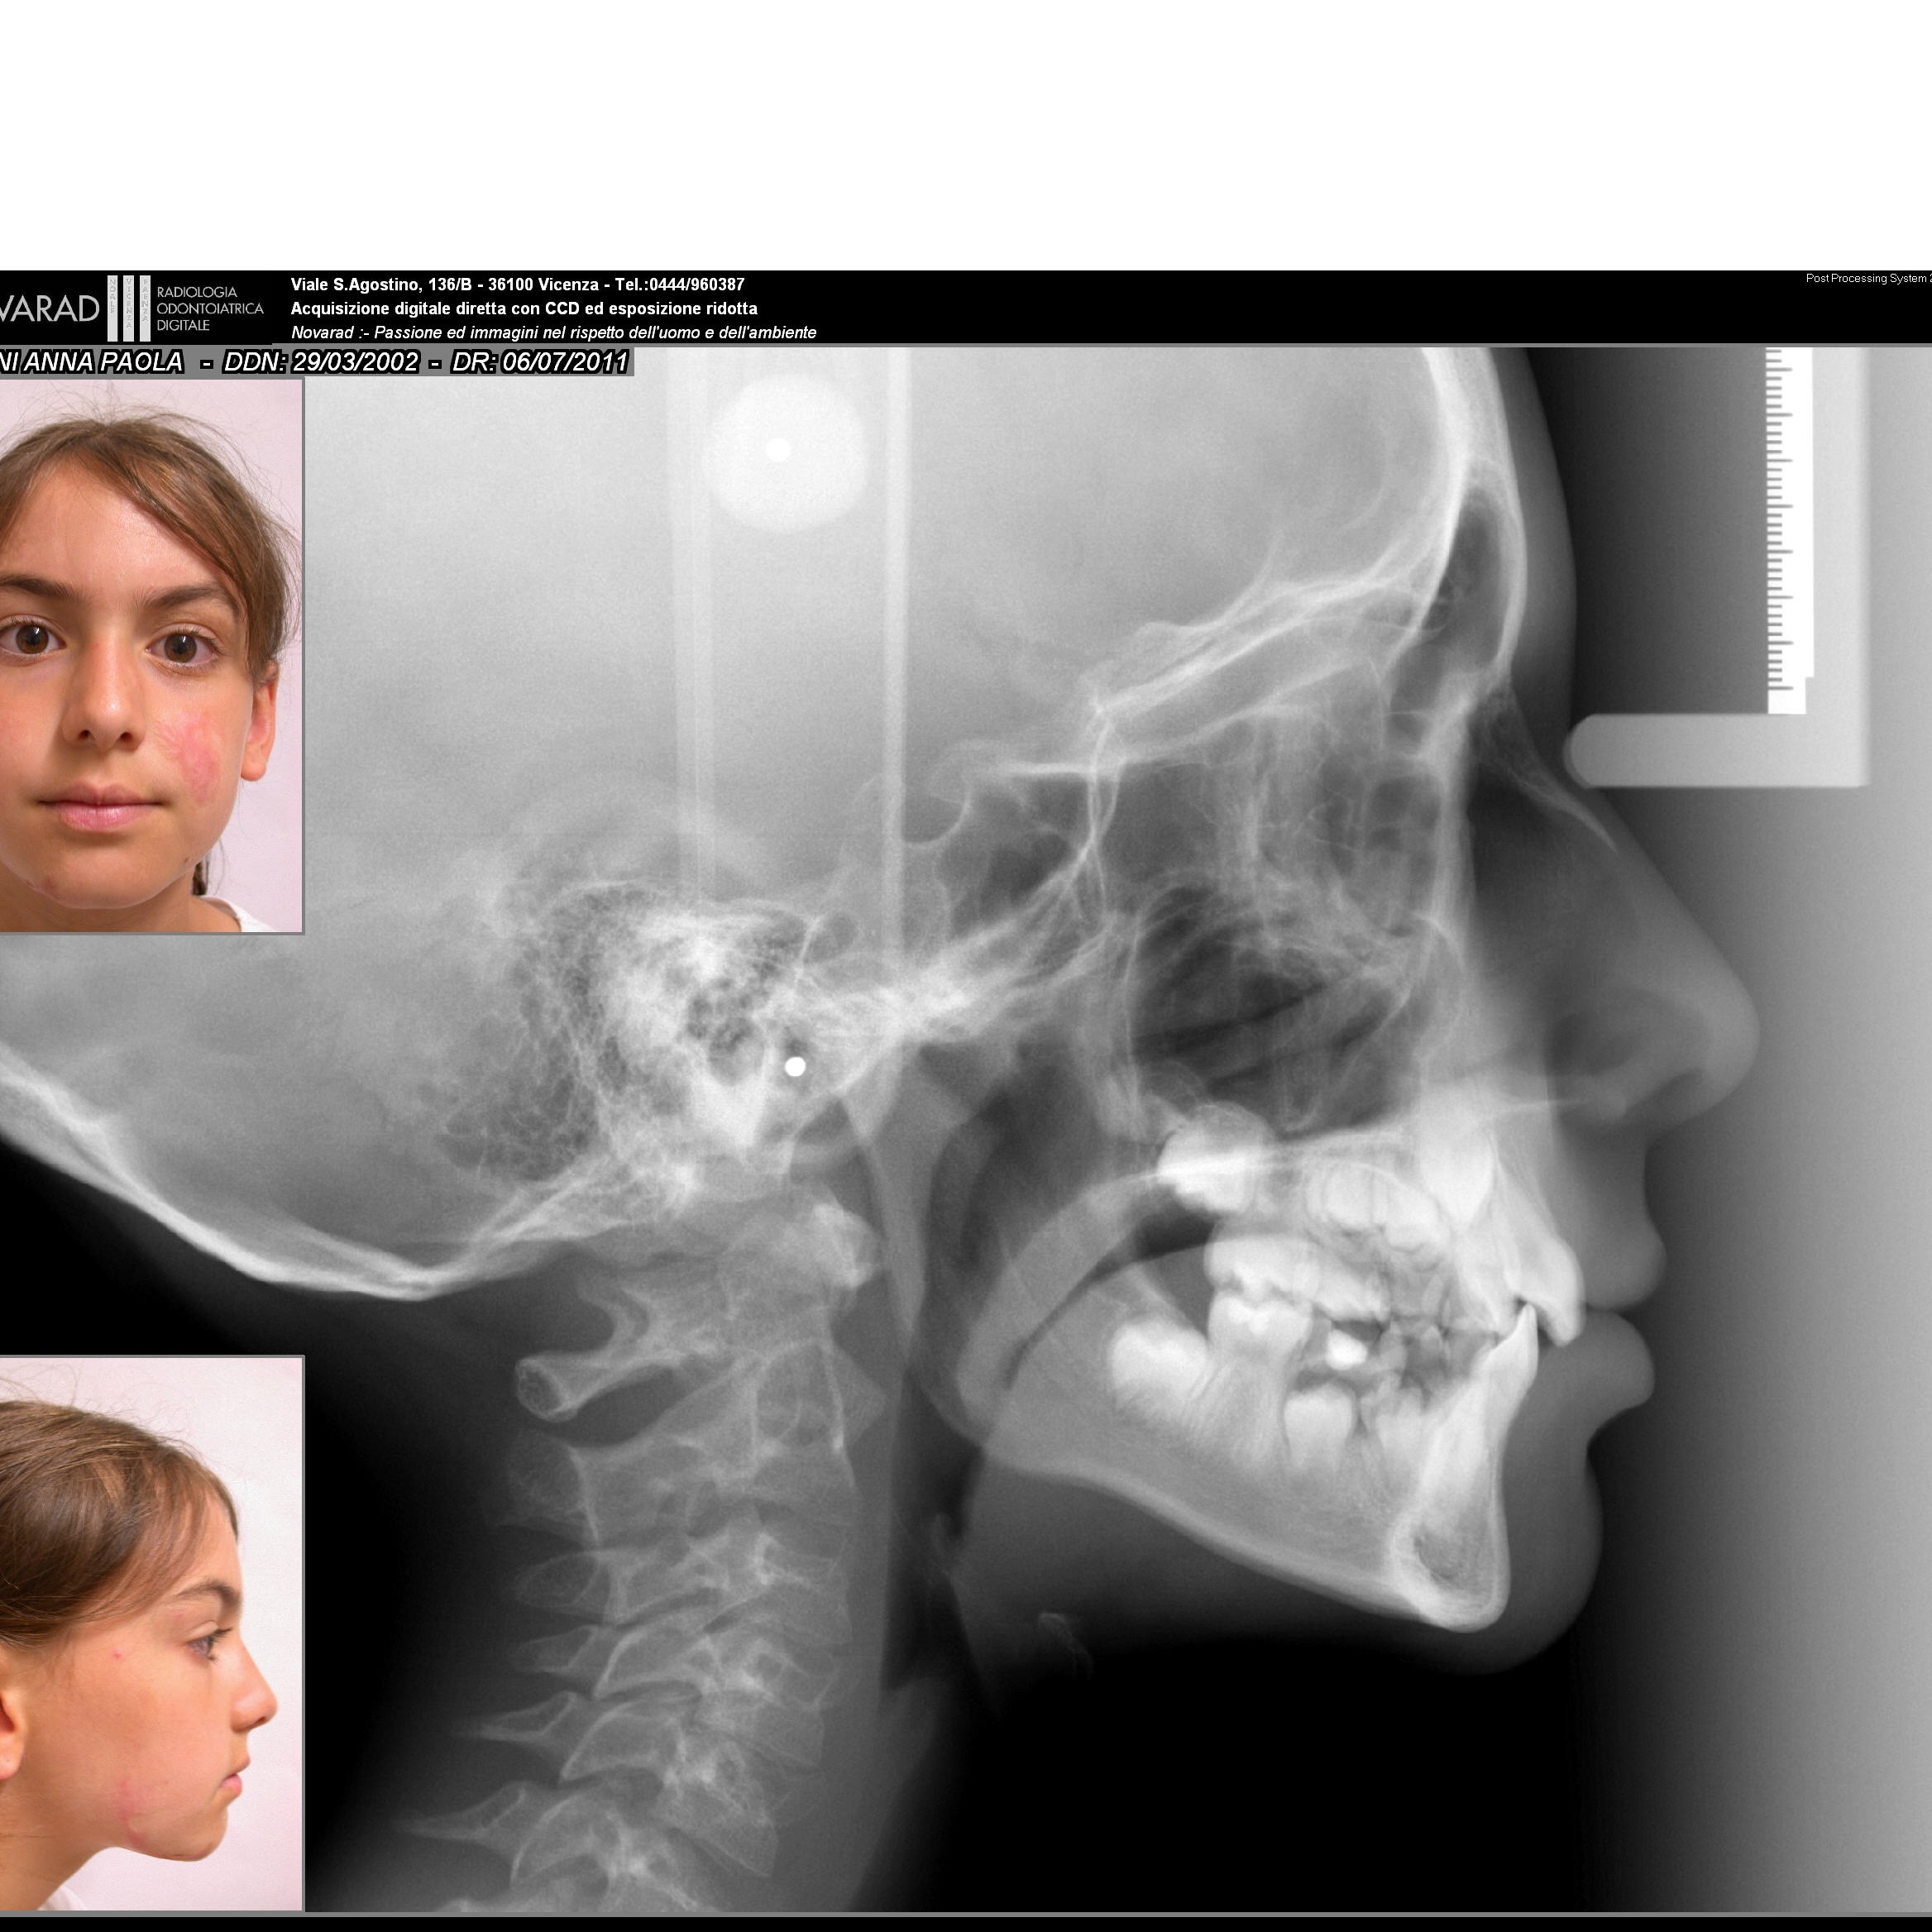 VARAD
NOALE
VICENZA
RADIOLOGIA
ODONTOIATRICA
DIGITALE
Viale S.Agostino, 136/B - 36100 Vicenza - Tel.:0444/960387
Acquisizione digitale diretta con CCD ed esposizione ridotta
Novarad :- Passione ed immagini nel rispetto dell'uomo e dell'ambiente
Post Processing System
NI ANNA PAOLA - DDN: 29/03/2002 - DR: 06/07/2011